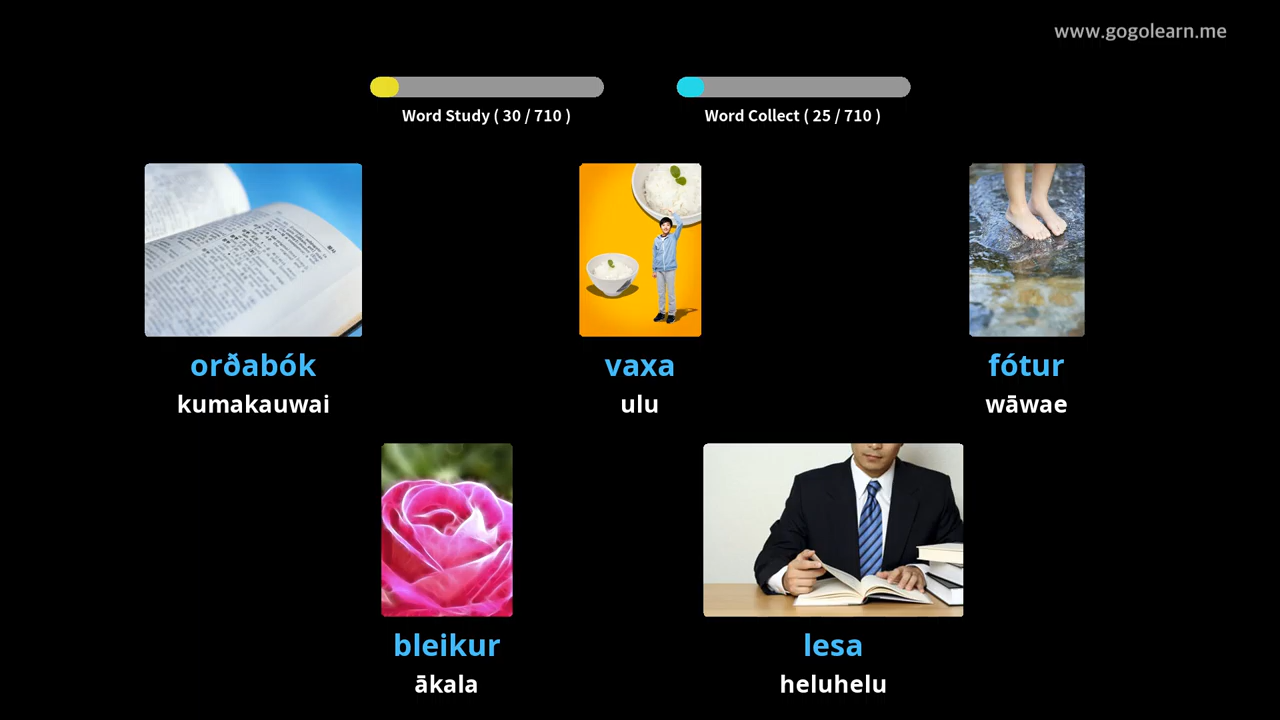 www.gogolearn.me
Word Study ( 30 / 710 )
Word Collect ( 25 / 710 )
orðabók
kumakauwai
vaxa
ulu
fótur
wāwae
bleikur
ākala
lesa
heluhelu